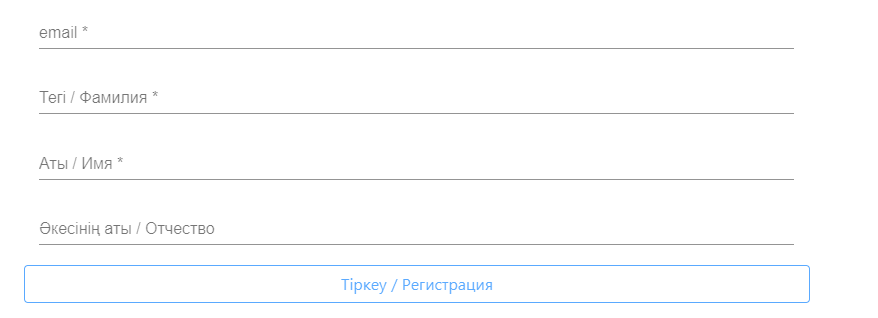 email *
Тегі / Фамилия *
Аты / Имя *
Әкесінің аты / Отчество
Тіркеу / Регистрация